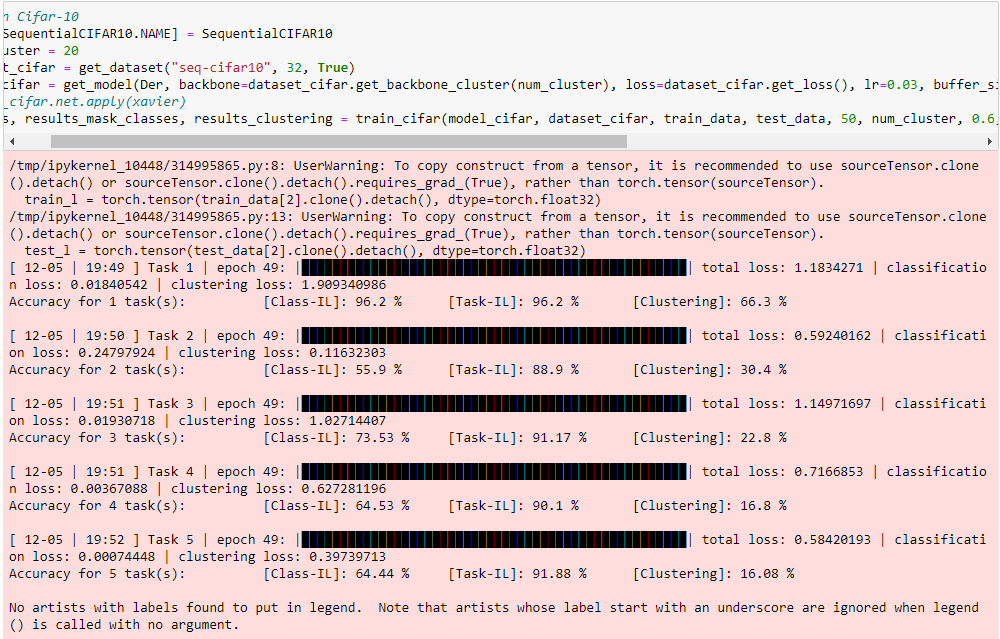 n Cifar-10
SequentialCIFAR10.NAME] = SequentialCIFAR10
uster = 20
t_cifar = get_dataset("seq-cifar10", 32, True)
cifar = get_model(Der, backbone=dataset_cifar.get_backbone_cluster(num_cluster), loss=dataset_cifar.get_loss(), lr=0.03, buffer_si
_cifar.net.apply(xavier)
s, results_mask_classes, results_clustering = train_cifar(model_cifar, dataset_cifar, train_data, test_data, 50, num_cluster, 0.6,
/tmp/ipykernel_10448/314995865.py:8: UserWarning: To copy construct from a tensor, it is recommended to use sourceTensor.clone
().detach() or sourceTensor.clone().detach().requires_grad_(True), rather than torch.tensor(sourceTensor).
train_l = torch.tensor(train_data[2].clone().detach(), dtype=torch.float32)
/tmp/ipykernel_10448/314995865.py:13: UserWarning: To copy construct from a tensor, it is recommended to use sourceTensor.clone
().detach() or sourceTensor.clone().detach().requires_grad_(True), rather than torch.tensor(sourceTensor).
test_l = torch.tensor(test_data[2].clone().detach(), dtype=torch.float32)
[ 12-05 | 19:49 ] Task 1 | epoch 49: | | total loss: 1.1834271 | classificatio
n loss: 0.01840542 | clustering loss: 1.909340986
Accuracy for 1 task(s): [Class-IL]: 96.2 % [Task-IL]: 96.2 % [Clustering]: 66.3 %
[ 12-05 | 19:50 ] Task 2 | epoch 49: | | total loss: 0.59240162 | classificati
on loss: 0.24797924 | clustering loss: 0.11632303
Accuracy for 2 task(s): [Class-IL]: 55.9 % [Task-IL]: 88.9 % [Clustering]: 30.4 %
[ 12-05 | 19:51 ] Task 3 | epoch 49: | | total loss: 1.14971697 | classificati
on loss: 0.01930718 | clustering loss: 1.02714407
Accuracy for 3 task(s): [Class-IL]: 73.53 % [Task-IL]: 91.17 % [Clustering]: 22.8 %
[ 12-05 | 19:51 ] Task 4 | epoch 49: | | total loss: 0.7166853 | classificatio
n loss: 0.00367088 | clustering loss: 0.627281196
Accuracy for 4 task(s): [Class-IL]: 64.53 % [Task-IL]: 90.1 % [Clustering]: 16.8 %
[ 12-05 | 19:52 ] Task 5 | epoch 49: | | total loss: 0.58420193 | classificati
on loss: 0.00074448 | clustering loss: 0.39739713
Accuracy for 5 task(s): [Class-IL]: 64.44 % [Task-IL]: 91.88 % [Clustering]: 16.08 %
No artists with labels found to put in legend.  Note that artists whose label start with an underscore are ignored when legend
() is called with no argument.